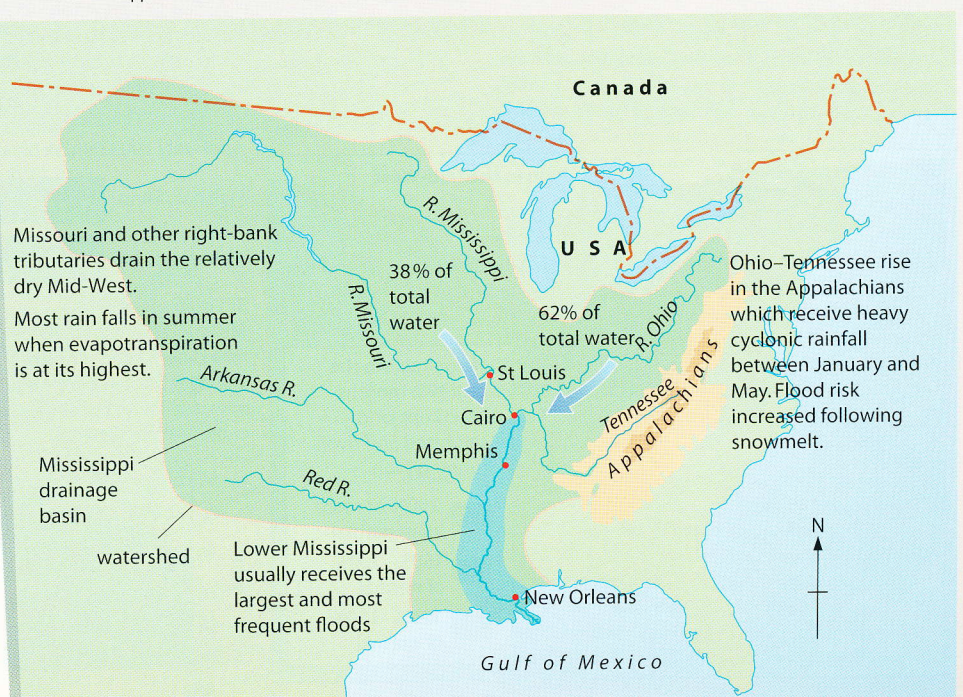 Canada
USA
R. Mississippi
R. Missouri
38% of
total
water
62% of
total water
R. Ohio
Missouri and other right-bank
tributaries drain the relatively
dry Mid-West.
Most rain falls in summer
when evapotranspiration
is at its highest.
Ohio–Tennessee rise
in the Appalachians
which receive heavy
cyclonic rainfall
between January and
May. Flood risk
increased following
snowmelt.
Arkansas R.
St Louis
Cairo
Memphis
Tennessee
Appalachians
Mississippi
drainage
basin
Red R.
watershed
Lower Mississippi
usually receives the
largest and most
frequent floods
New Orleans
N
Gulf of Mexico